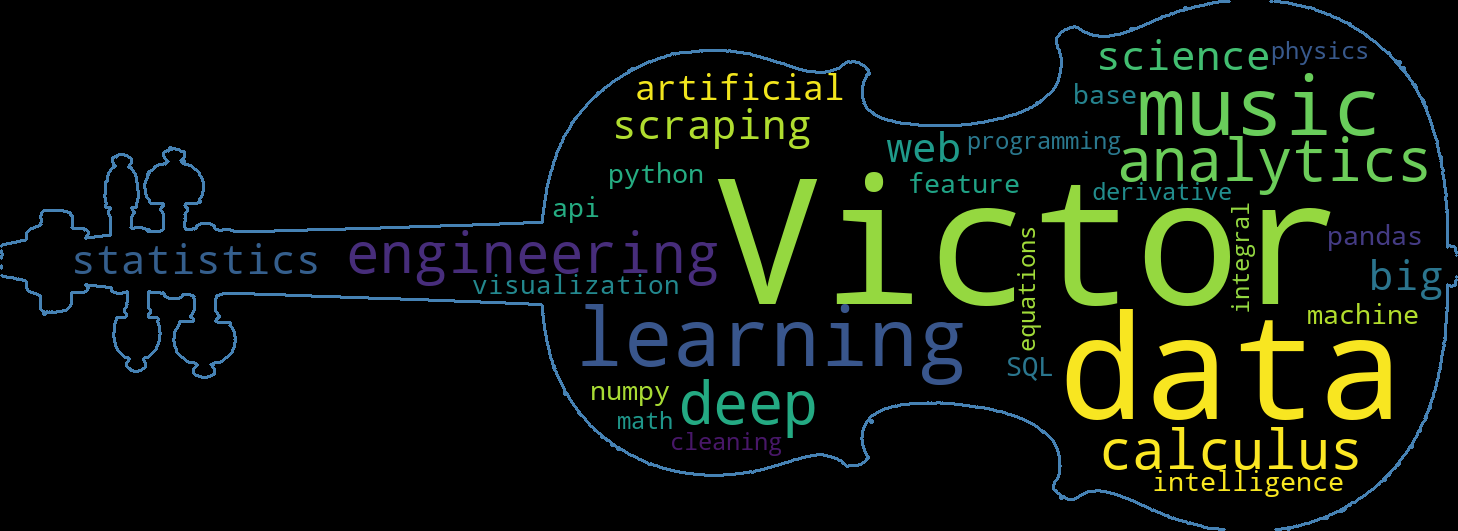 science
physics
artificial
base
music
scraping
web
programming
analytics
python
feature
derivative
api
Victor
statistics
engineering
visualization
equations
integral
pandas
big
learning
machine
SQL
data
numpy
deep
math
cleaning
calculus
intelligence